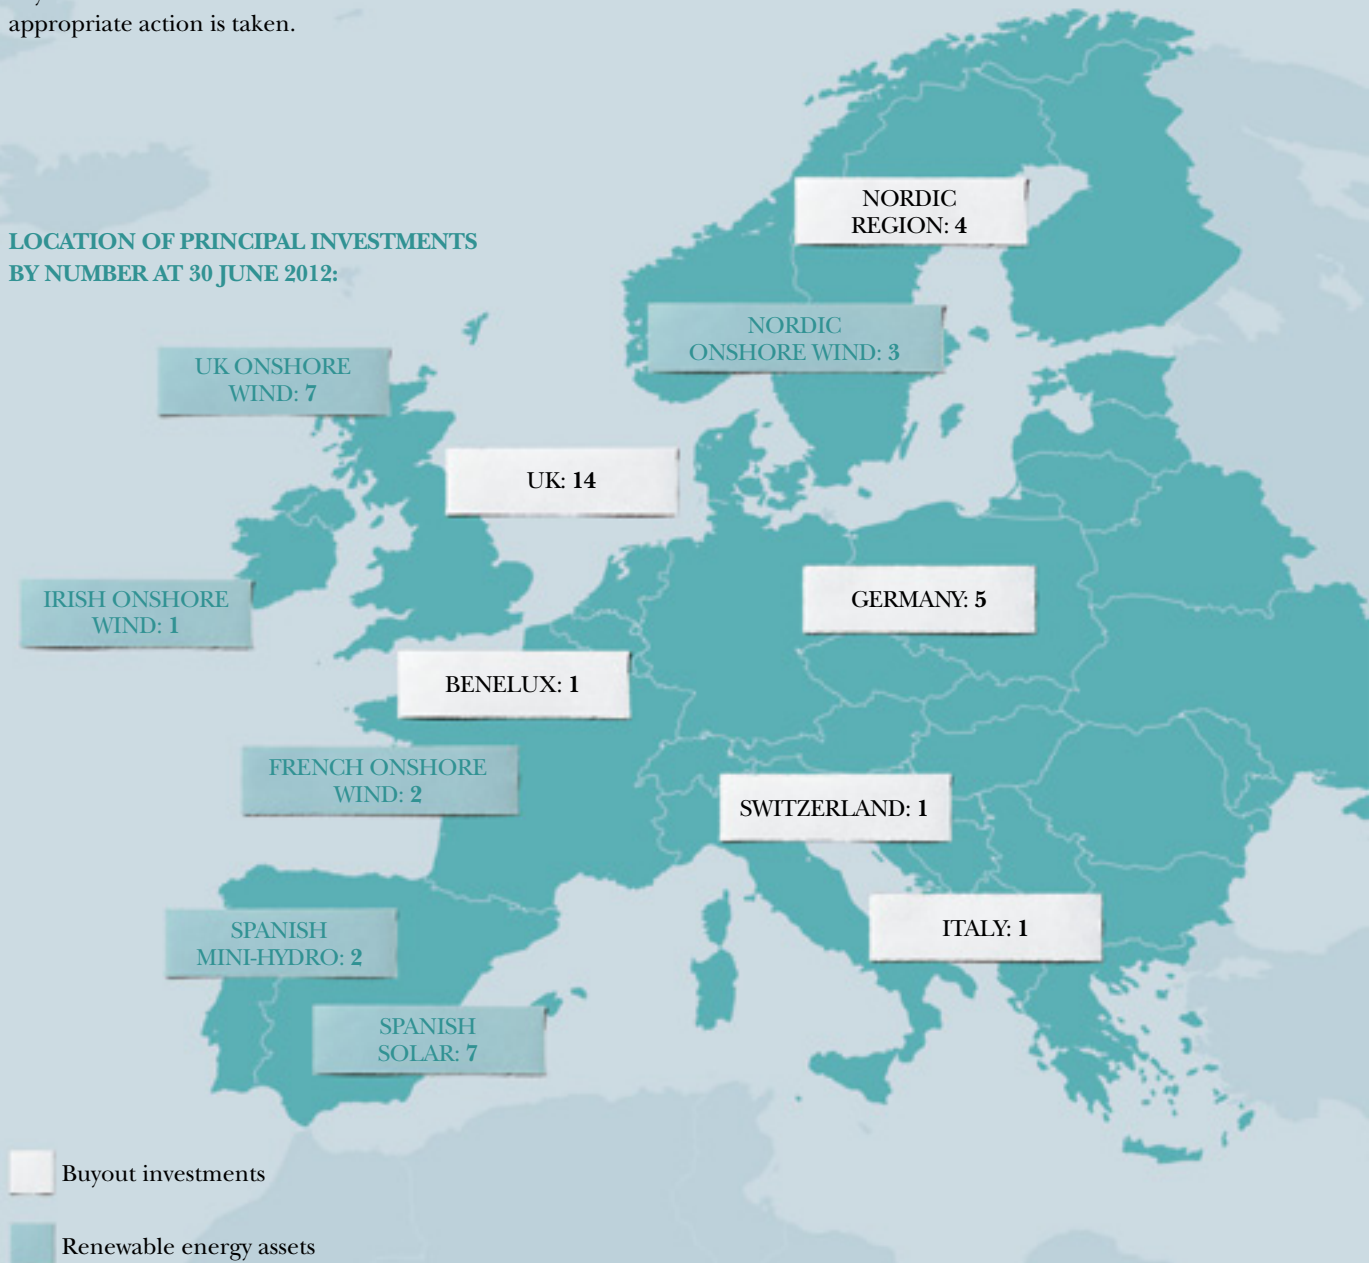 appropriate action is taken.
LOCATION OF PRINCIPAL INVESTMENTS
BY NUMBER AT 30 JUNE 2012:
NORDIC
REGION: 4
NORDIC
ONSHORE WIND: 3
UK ONSHORE
WIND: 7
UK: 14
IRISH ONSHORE
WIND: 1
GERMANY: 5
BENELUX: 1
FRENCH ONSHORE
WIND: 2
SWITZERLAND: 1
SPANISH
MINI-HYDRO: 2
ITALY: 1
SPANISH
SOLAR: 7
Buyout investments
Renewable energy assets